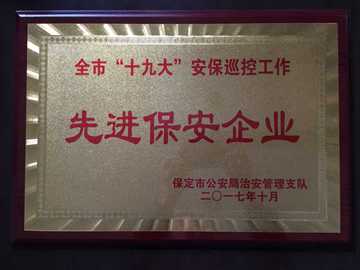 全市“十九大”安保巡控工作
先进保安企业
保定市公安局治安管理支队
二〇一七年十月